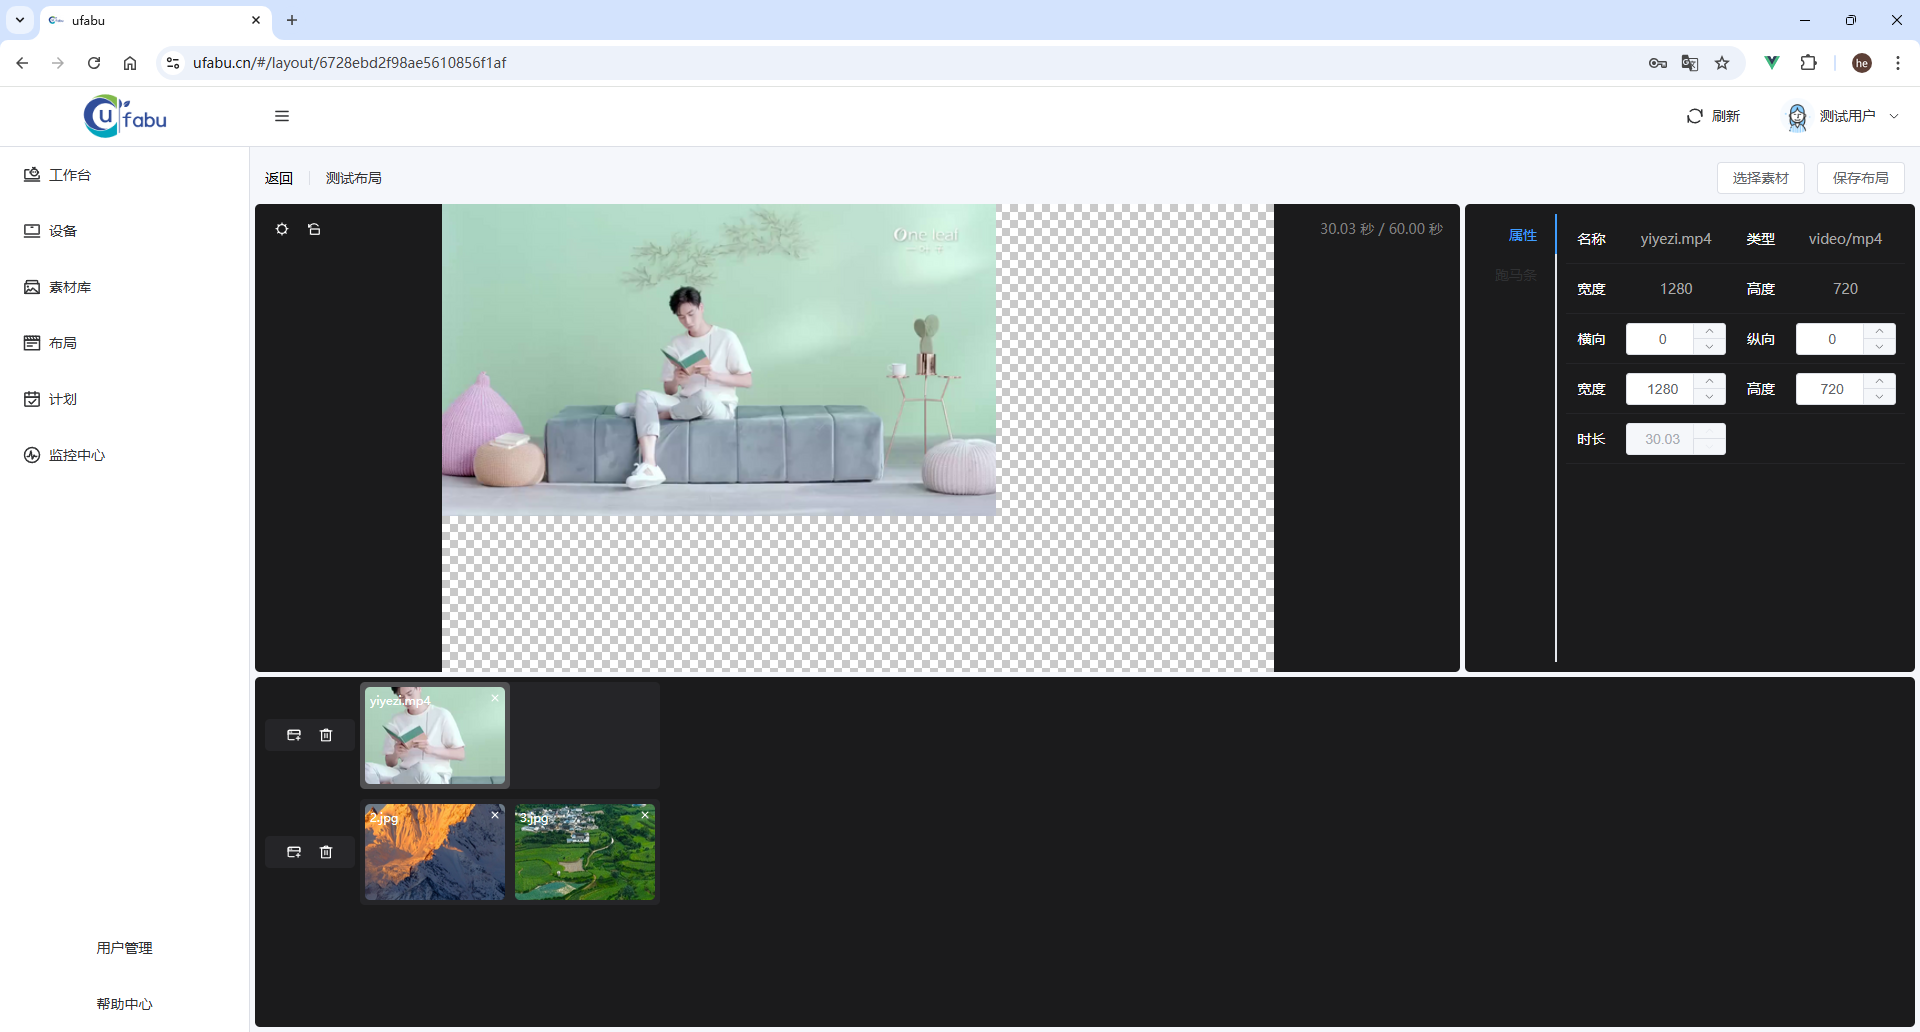 ufabu
ufabu.cn/#/layout/6728ebd2f98ae5610856f1af
he
ufabu
刷新
测试用户
工作台
设备
素材库
布局
计划
监控中心
用户管理
帮助中心
返回
测试布局
选择素材
保存布局
One leaf
30.03 秒 / 60.00 秒
属性
跑马条
名称 yiyezi.mp4 类型 video/mp4
宽度 1280 高度 720
横向 0 纵向 0
宽度 1280 高度 720
时长 30.03
yiyezi.mp4
2.jpg
3.jpg